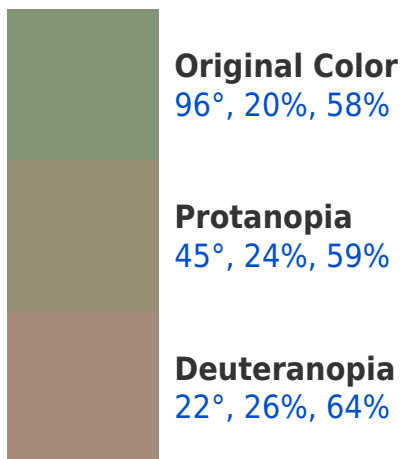 Original Color
96°, 20%, 58%
Protanopia
45°, 24%, 59%
Deuteranopia
22°, 26%, 64%